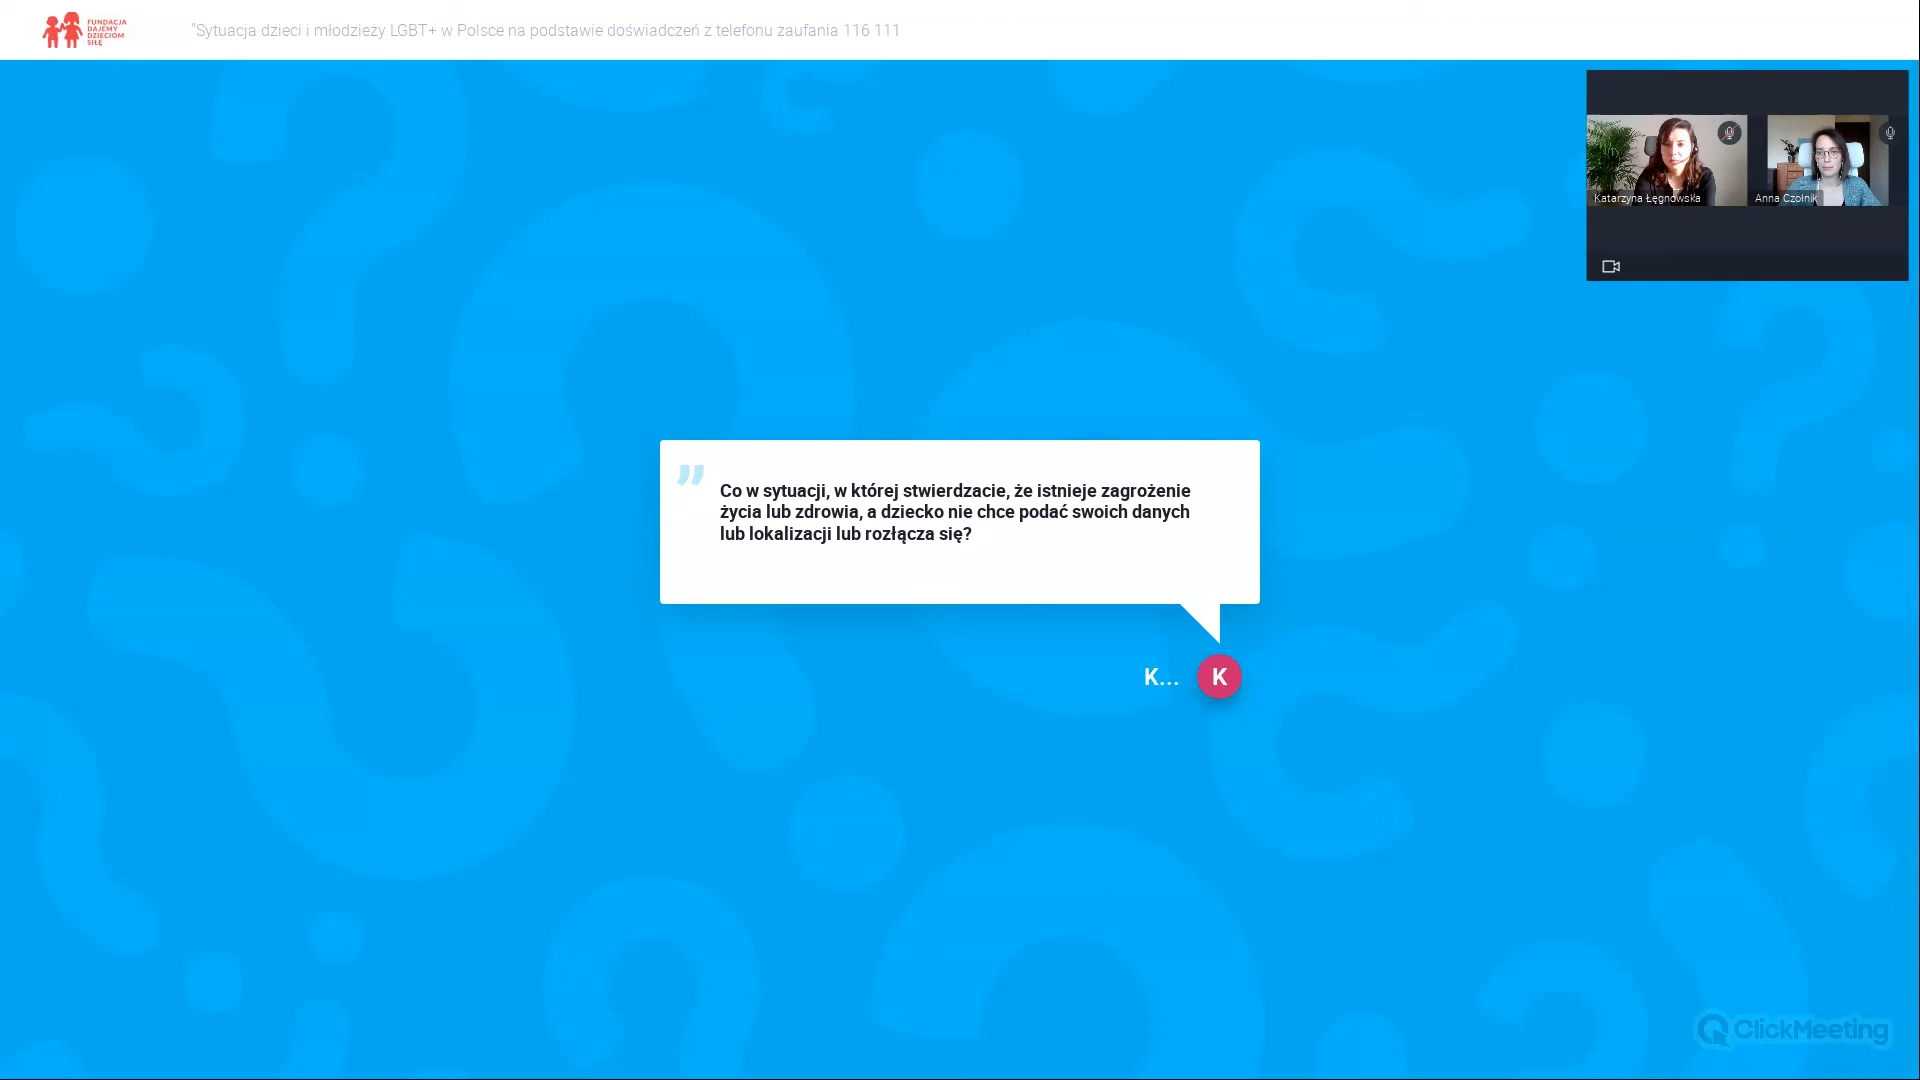 FUNDACJA
DAJEMY
DZIECIOM
SIŁĘ
"Sytuacja dzieci i młodzieży LGBT+ w Polsce na podstawie doświadczeń z telefonu zaufania 116 111
Katarzyna Łęgnowska
Anna Czołnik
” Co w sytuacji, w której stwierdzacie, że istnieje zagrożenie
życia lub zdrowia, a dziecko nie chce podać swoich danych
lub lokalizacji lub rozłącza się?
K... K
ClickMeeting